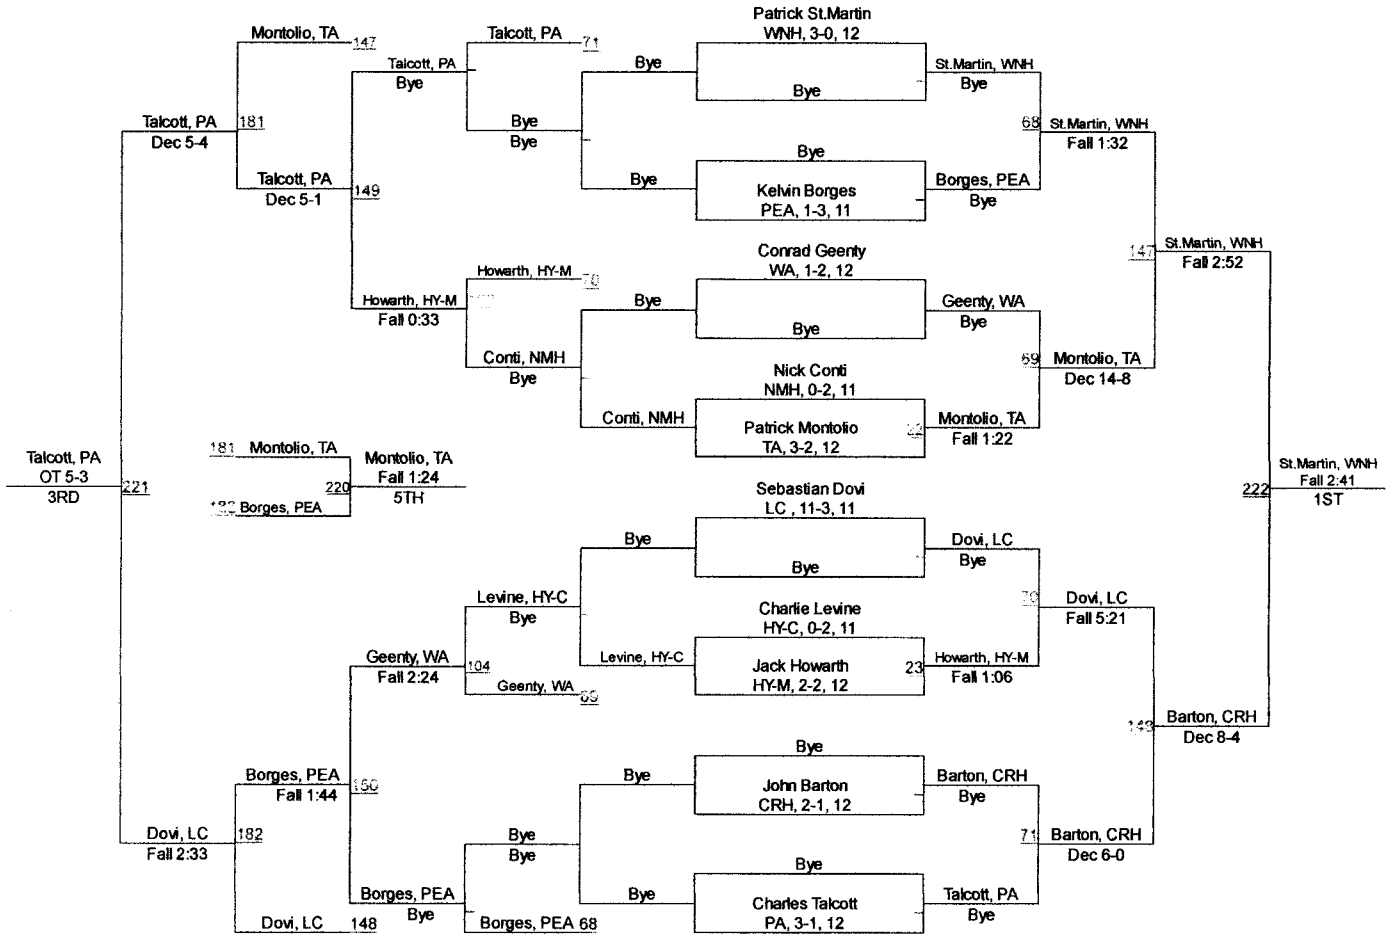 Patrick St.Martin
WNH, 3-0, 12
Montolio, TA
147
Talcott, PA
71
Bye
St.Martin, WNH
Talcott, PA
Bye
Bye
Bye
Talcott, PA
181
Dec 5-4
Bye
Bye
68
St.Martin, WNH
Fall 1:32
Bye
Talcott, PA
Dec 5-1
149
Bye
Kelvin Borges
PEA, 1-3, 11
Borges, PEA
Bye
Conrad Geenty
WA, 1-2, 12
147
St.Martin, WNH
Fall 2:52
Howarth, HY-M
70
Howarth, HY-M
Fall 0:33
Bye
Geenty, WA
Bye
Bye
Conti, NMH
Bye
69
Montolio, TA
Dec 14-8
Nick Conti
NMH, 0-2, 11
Conti, NMH
Patrick Montolio
TA, 3-2, 12
22
Montolio, TA
Fall 1:22
181
Montolio, TA
Talcott, PA
OT 5-3
3RD
221
220
Montolio, TA
Fall 1:24
5TH
Borges, PEA
Sebastian Dovi
LC , 11-3, 11
222
St.Martin, WNH
Fall 2:41
1ST
Bye
Dovi, LC
Bye
Bye
Levine, HY-C
Bye
Charlie Levine
HY-C, 0-2, 11
70
Dovi, LC
Fall 5:21
Geenty, WA
Fall 2:24
104
Levine, HY-C
Jack Howarth
HY-M, 2-2, 12
23
Howarth, HY-M
Fall 1:06
Geenty, WA
69
148
Barton, CRH
Dec 8-4
Bye
Borges, PEA
Fall 1:44
150
Bye
John Barton
CRH, 2-1, 12
Barton, CRH
Bye
Dovi, LC
Fall 2:33
182
Bye
Bye
71
Barton, CRH
Dec 6-0
Bye
Borges, PEA
Bye
Bye
Charles Talcott
PA, 3-1, 12
Talcott, PA
Bye
Dovi, LC
148
Borges, PEA
68